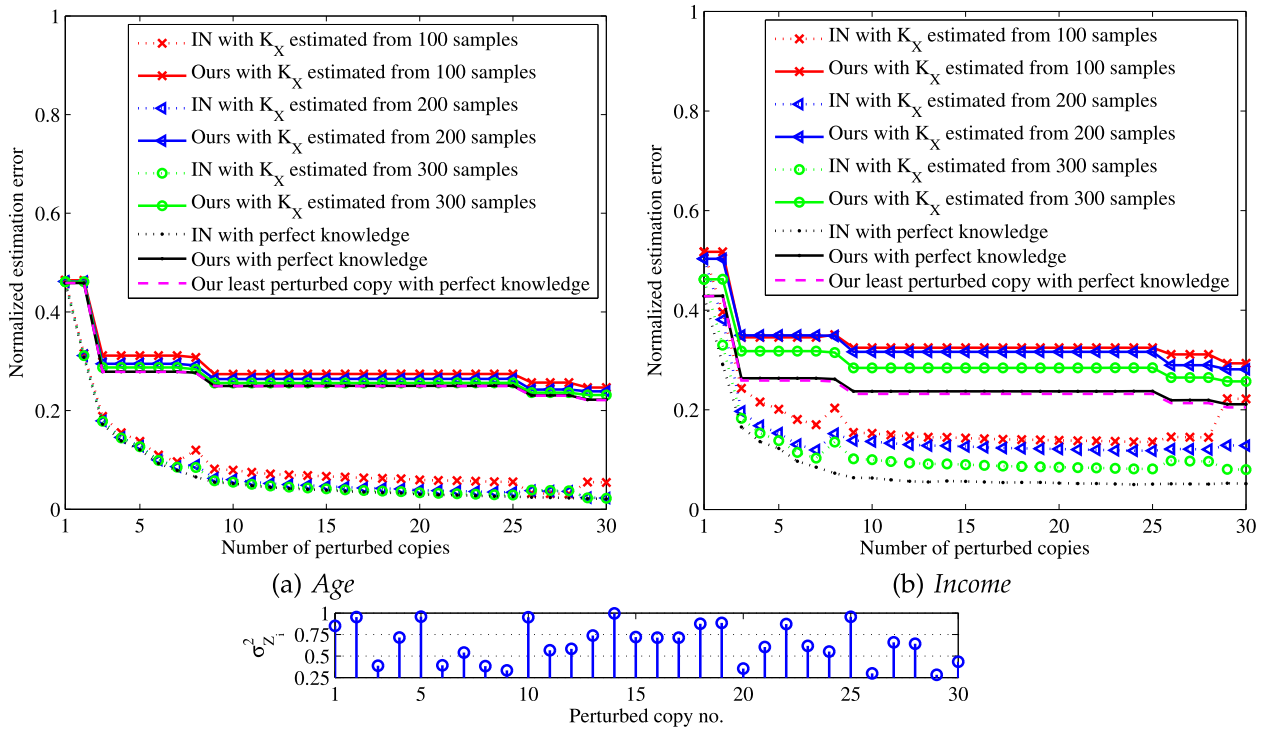 1
0.8
0.6
0.4
0.2
0
Normalized estimation error
IN with K_X estimated from 100 samples
Ours with K_X estimated from 100 samples
IN with K_X estimated from 200 samples
Ours with K_X estimated from 200 samples
IN with K_X estimated from 300 samples
Ours with K_X estimated from 300 samples
IN with perfect knowledge
Ours with perfect knowledge
Our least perturbed copy with perfect knowledge
1 5 10 15 20 25 30
Number of perturbed copies
(a) Age
1
0.8
0.6
0.4
0.2
0
Normalized estimation error
IN with K_X estimated from 100 samples
Ours with K_X estimated from 100 samples
IN with K_X estimated from 200 samples
Ours with K_X estimated from 200 samples
IN with K_X estimated from 300 samples
Ours with K_X estimated from 300 samples
IN with perfect knowledge
Ours with perfect knowledge
Our least perturbed copy with perfect knowledge
1 5 10 15 20 25 30
Number of perturbed copies
(b) Income
1
0.75
0.5
0.25
σ²_{Z_i}
1 5 10 15 20 25 30
Perturbed copy no.